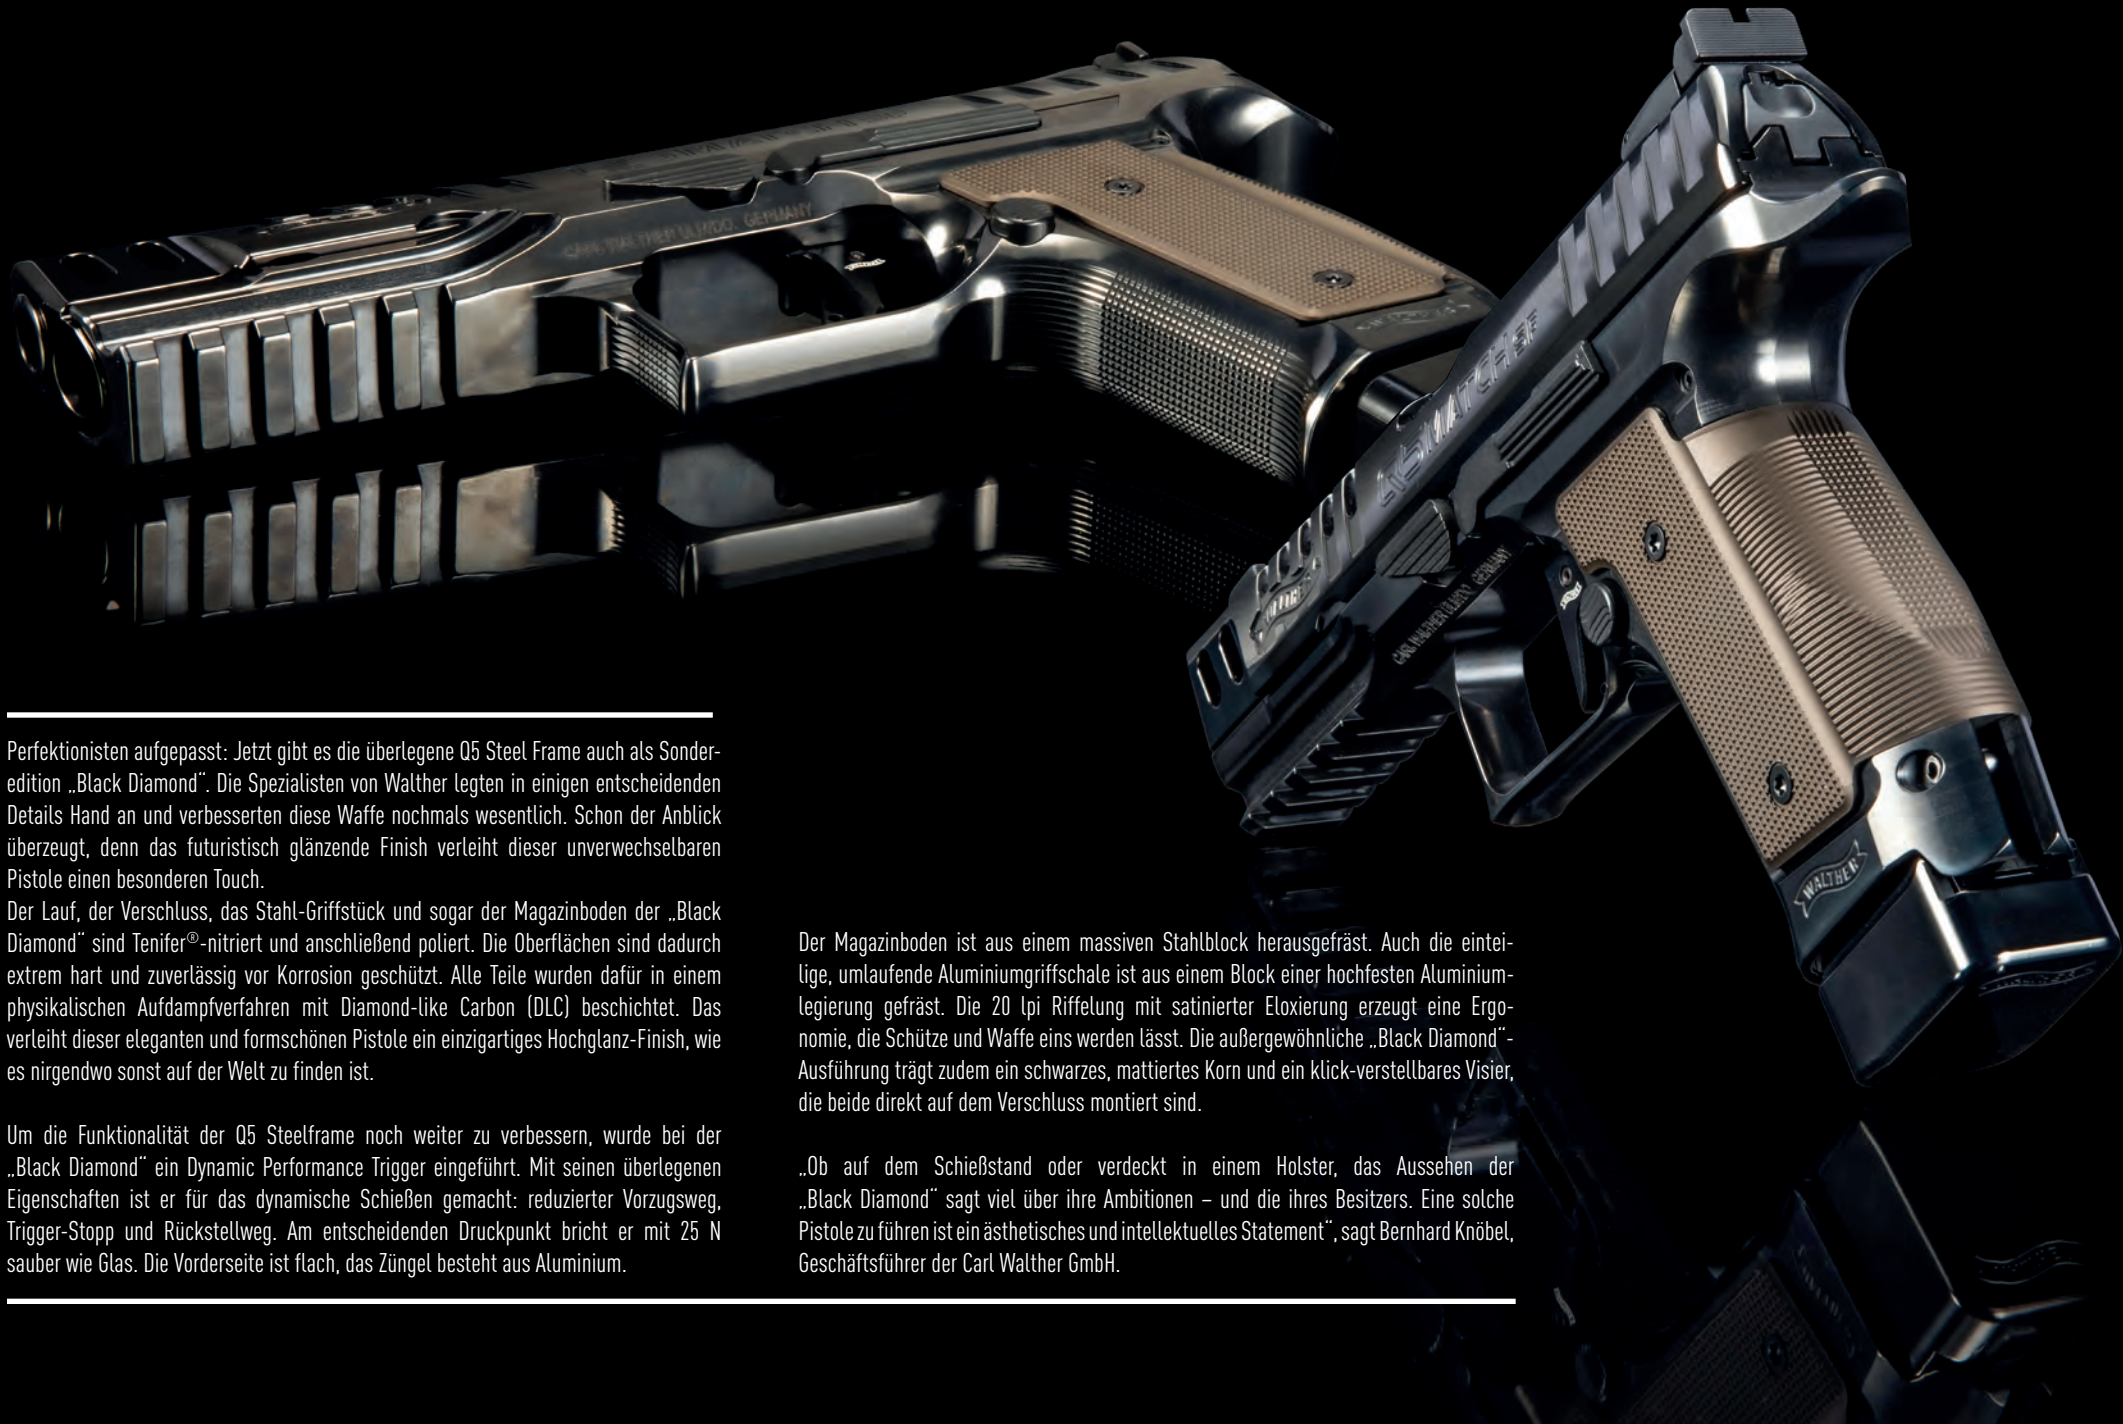 CARL WALTHER ULM/DO. GERMANY
Q5 MATCH SF
CARL WALTHER ULM/DO. GERMANY
WALTHER
Perfektionisten aufgepasst: Jetzt gibt es die überlegene Q5 Steel Frame auch als Sonder-
edition „Black Diamond“. Die Spezialisten von Walther legten in einigen entscheidenden
Details Hand an und verbesserten diese Waffe nochmals wesentlich. Schon der Anblick
überzeugt, denn das futuristisch glänzende Finish verleiht dieser unverwechselbaren
Pistole einen besonderen Touch.
Der Lauf, der Verschluss, das Stahl-Griffstück und sogar der Magazinboden der „Black
Diamond“ sind Tenifer®-nitriert und anschließend poliert. Die Oberflächen sind dadurch
extrem hart und zuverlässig vor Korrosion geschützt. Alle Teile wurden dafür in einem
physikalischen Aufdampfverfahren mit Diamond-like Carbon (DLC) beschichtet. Das
verleiht dieser eleganten und formschönen Pistole ein einzigartiges Hochglanz-Finish, wie
es nirgendwo sonst auf der Welt zu finden ist.
Um die Funktionalität der Q5 Steelframe noch weiter zu verbessern, wurde bei der
„Black Diamond“ ein Dynamic Performance Trigger eingeführt. Mit seinen überlegenen
Eigenschaften ist er für das dynamische Schießen gemacht: reduzierter Vorzugsweg,
Trigger-Stopp und Rückstellweg. Am entscheidenden Druckpunkt bricht er mit 25 N
sauber wie Glas. Die Vorderseite ist flach, das Züngel besteht aus Aluminium.
Der Magazinboden ist aus einem massiven Stahlblock herausgefräst. Auch die eintei-
lige, umlaufende Aluminiumgriffschale ist aus einem Block einer hochfesten Aluminium-
legierung gefräst. Die 20 lpi Riffelung mit satinierter Eloxierung erzeugt eine Ergo-
nomie, die Schütze und Waffe eins werden lässt. Die außergewöhnliche „Black Diamond“-
Ausführung trägt zudem ein schwarzes, mattiertes Korn und ein klick-verstellbares Visier,
die beide direkt auf dem Verschluss montiert sind.
„Ob auf dem Schießstand oder verdeckt in einem Holster, das Aussehen der
„Black Diamond“ sagt viel über ihre Ambitionen – und die ihres Besitzers. Eine solche
Pistole zu führen ist ein ästhetisches und intellektuelles Statement“, sagt Bernhard Knöbel,
Geschäftsführer der Carl Walther GmbH.